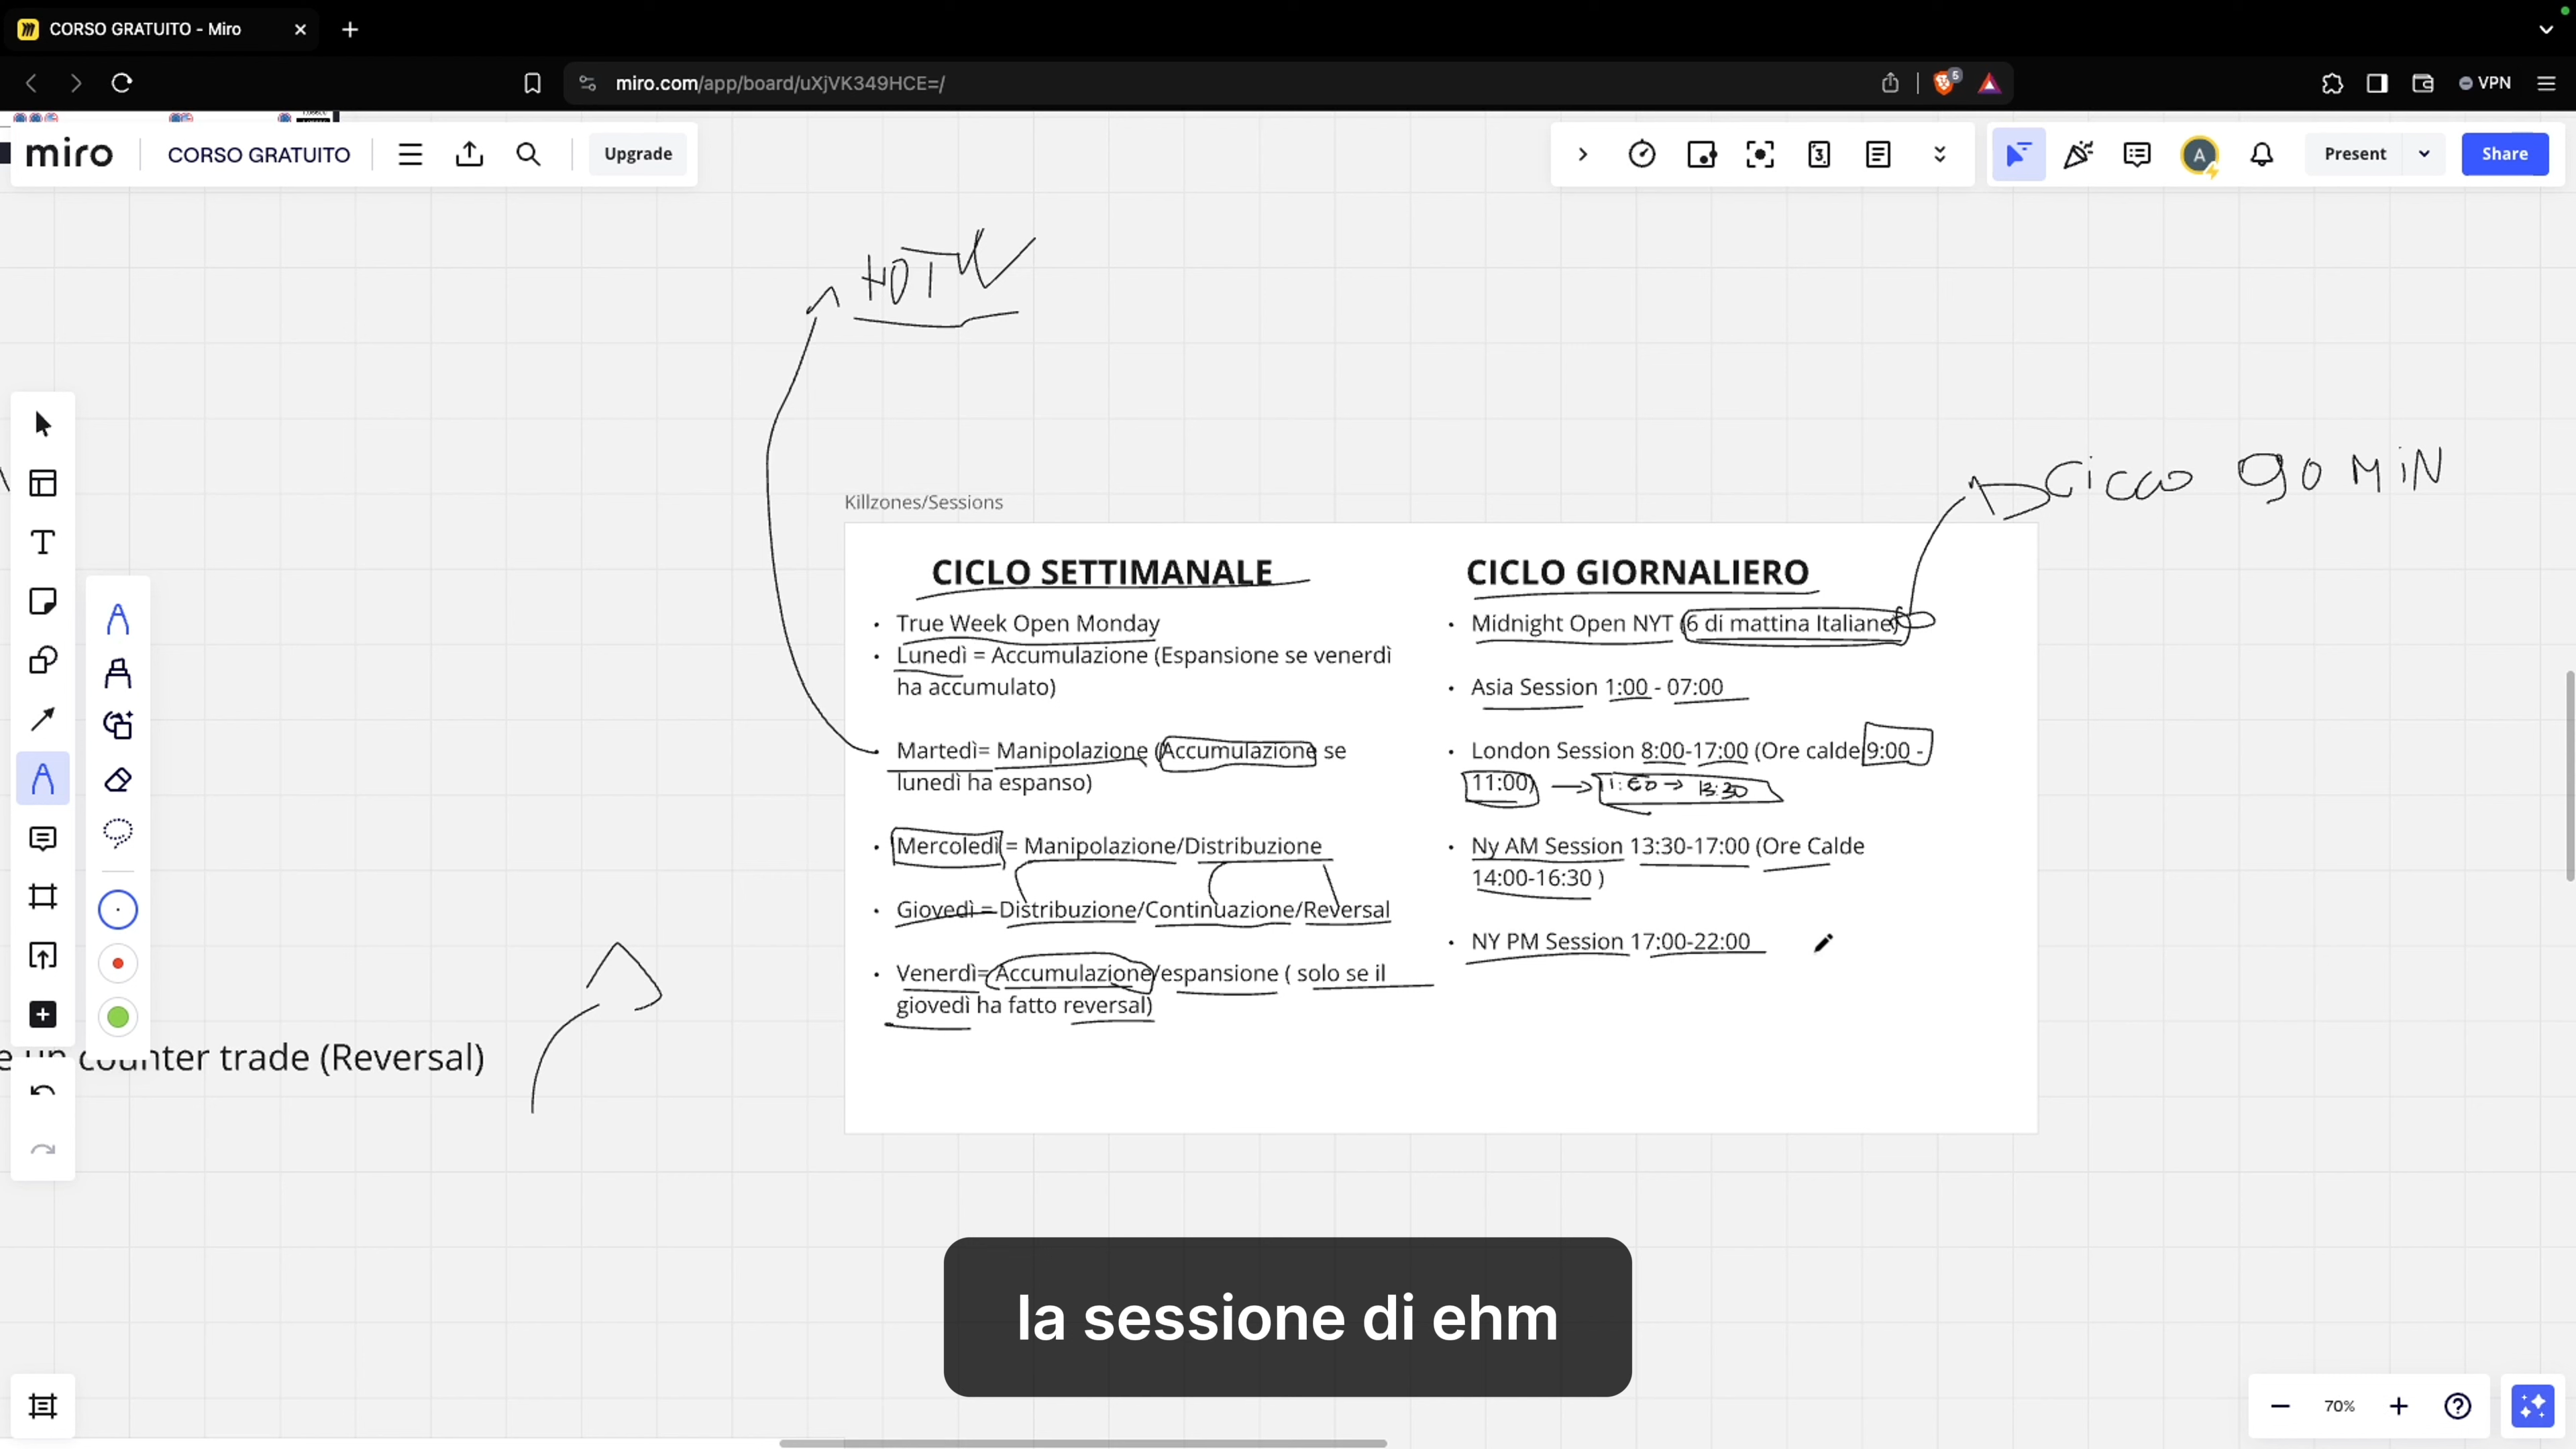 CORSO GRATUITO - Miro
miro.com/app/board/uXjVK349HCE=/
5
VPN
miro
CORSO GRATUITO
Upgrade
3
A
Present
Share
CICLO 90 MIN
Killzones/Sessions
CICLO SETTIMANALE
• True Week Open Monday
• Lunedì = Accumulazione (Espansione se venerdì
ha accumulato)
• Martedì= Manipolazione (Accumulazione se
lunedì ha espanso)
• Mercoledì = Manipolazione/Distribuzione
• Giovedì = Distribuzione/Continuazione/Reversal
• Venerdì= Accumulazione/espansione ( solo se il
giovedì ha fatto reversal)
CICLO GIORNALIERO
• Midnight Open NYT (6 di mattina Italiane)
• Asia Session 1:00 - 07:00
• London Session 8:00-17:00 (Ore calde 9:00 -
11:00)
13:30
• Ny AM Session 13:30-17:00 (Ore Calde
14:00-16:30 )
• NY PM Session 17:00-22:00
counter trade (Reversal)
la sessione di ehm
70%